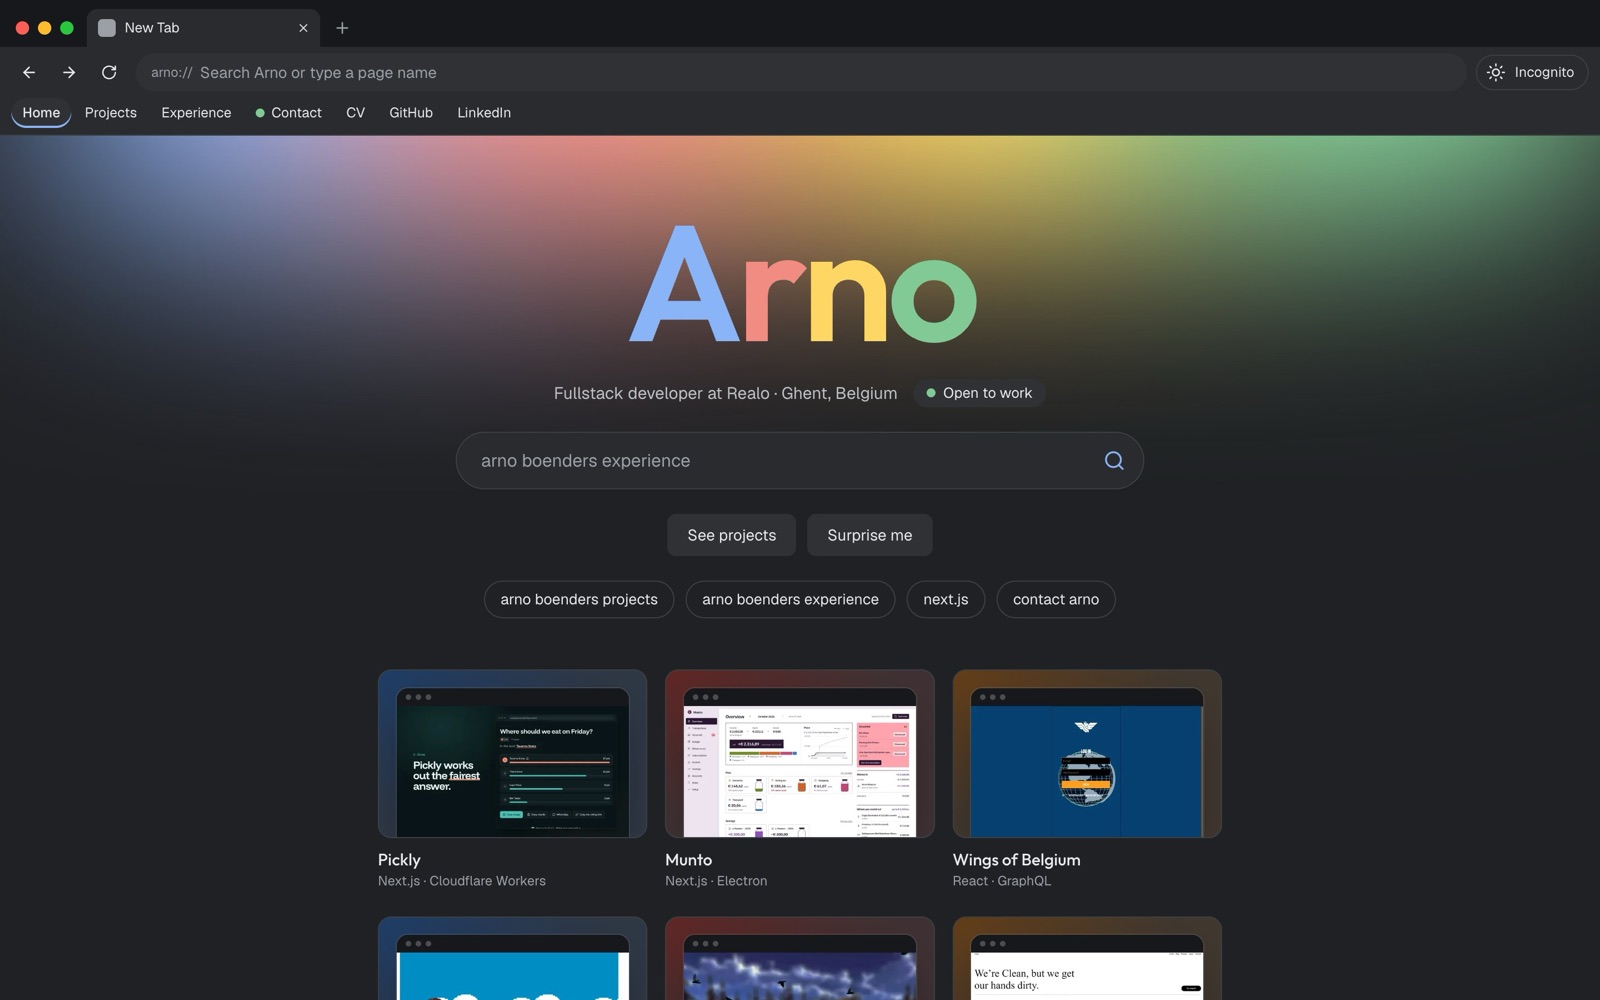 New Tab
arno:// Search Arno or type a page name
Incognito
Home Projects Experience Contact CV GitHub LinkedIn
Arno
Fullstack developer at Realo · Ghent, Belgium
Open to work
arno boenders experience
See projects
Surprise me
arno boenders projects
arno boenders experience
next.js
contact arno
Where should we eat on Friday?
Pickly works
out the fairest
answer.
Munto
Overview
LOG IN
Pickly
Next.js · Cloudflare Workers
Munto
Next.js · Electron
Wings of Belgium
React · GraphQL
We're Clean, but we get
our hands dirty.